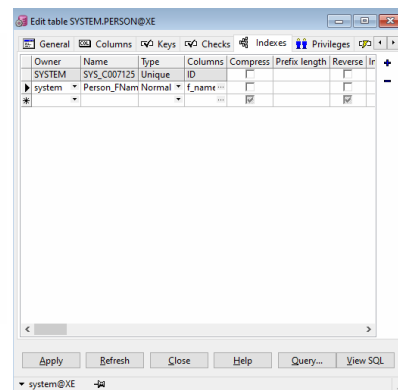 Edit table SYSTEM.PERSON@XE
General Columns Keys Checks Indexes Privileges
Owner Name Type Columns Compress Prefix length Reverse
SYSTEM SYS_C007125 Unique ID
system Person_FNam Normal f_name ...
...
Apply Refresh Close Help Query... View SQL
system@XE